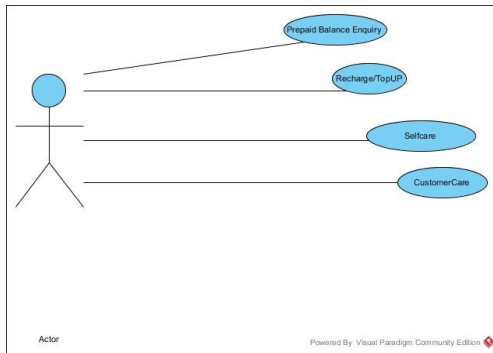 Prepaid Balance Enquiry
Recharge/TopUP
Selfcare
CustomerCare
Actor
Powered By Visual Paradigm Community Edition